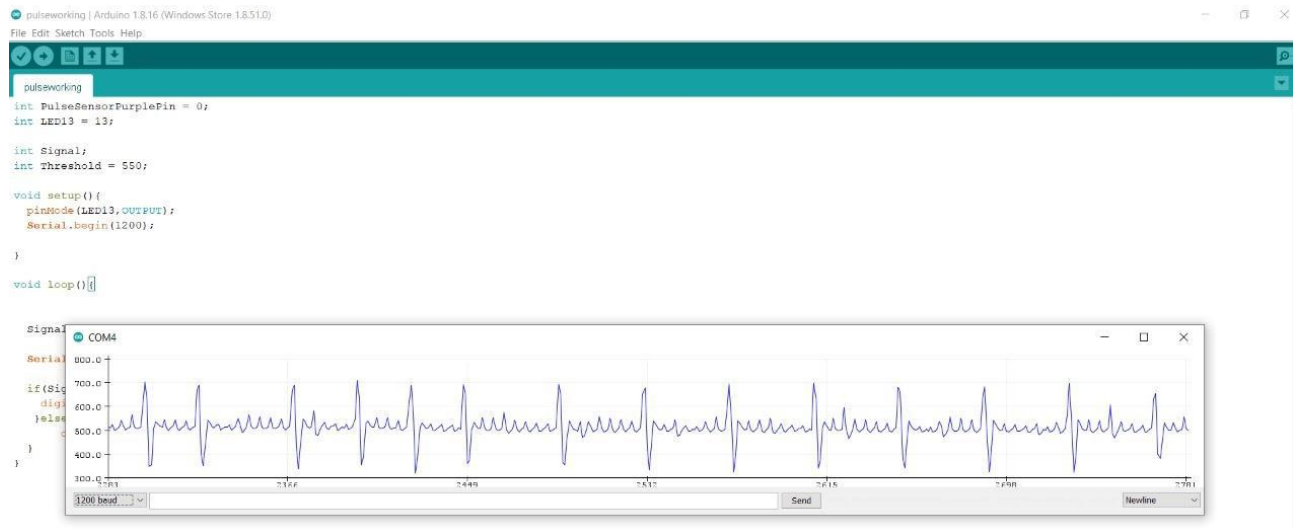 pulseworking | Arduino 1.8.16 (Windows Store 1.8.51.0)
File Edit Sketch Tools Help
pulseworking
int PulseSensorPurplePin = 0;
int LED13 = 13;
int Signal;
int Threshold = 550;
void setup(){
pinMode(LED13,OUTPUT);
Serial.begin(1200);
}
void loop(){
Signal
Serial
if(Sig
digi
}else
}
}
COM4
800.0
700.0
600.0
500.0
400.0
300.0
2283 2366 2449 2532 2615 2698 2781
1200 baud Send Newline